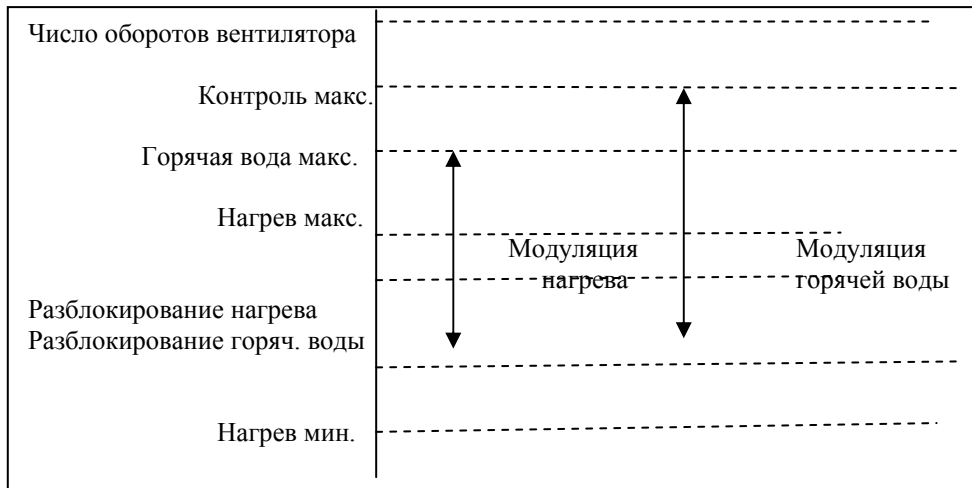 Число оборотов вентилятора
Контроль макс.
Горячая вода макс.
Нагрев макс.
Модуляция
нагрева
Модуляция
горячей воды
Разблокирование нагрева
Разблокирование горяч. воды
Нагрев мин.